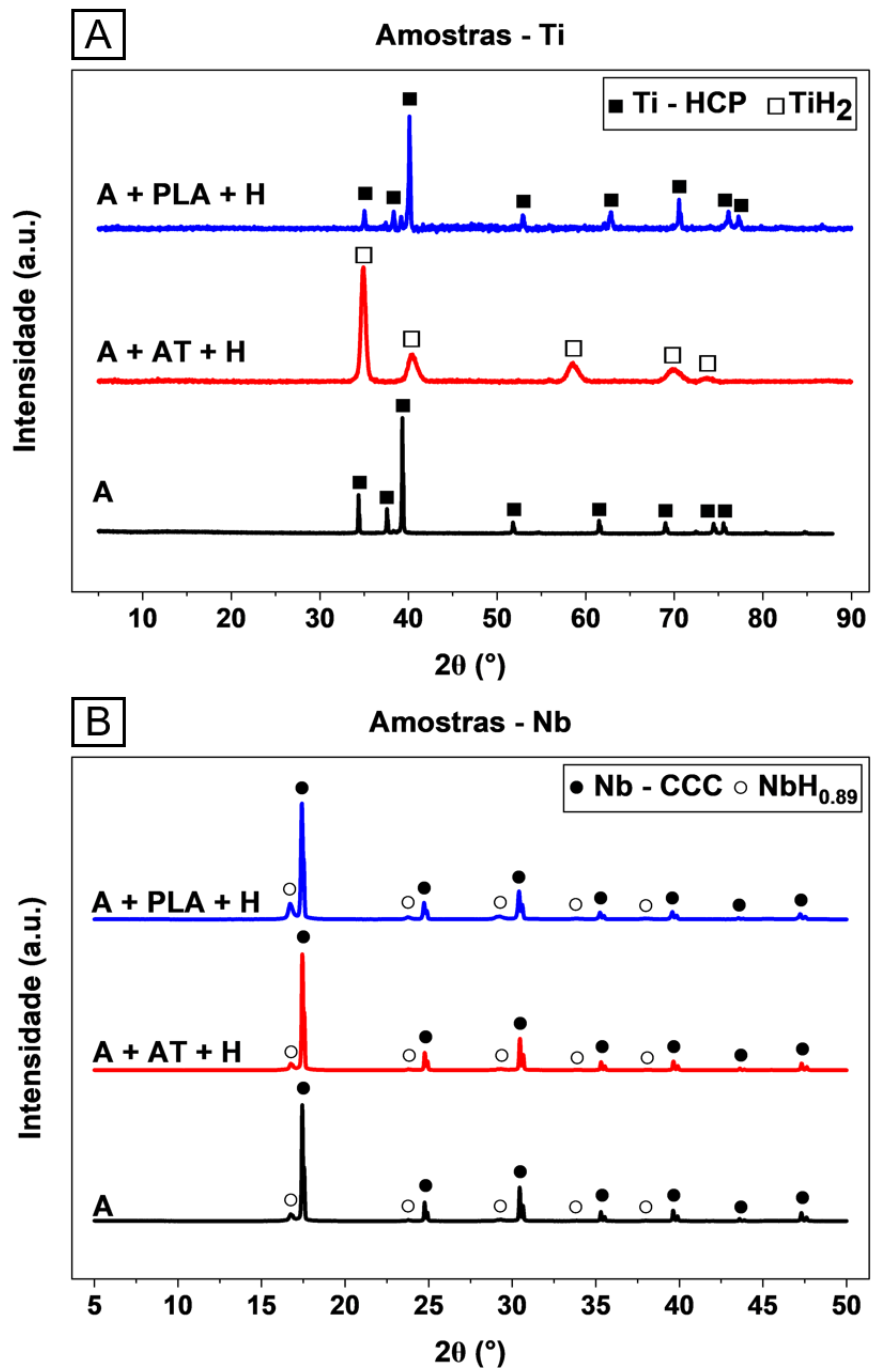 A
Amostras - Ti
■ Ti - HCP □ TiH2
A + PLA + H
A + AT + H
A
Intensidade (a.u.)
10 20 30 40 50 60 70 80 90
2θ (°)
B
Amostras - Nb
● Nb - CCC ○ NbH0.89
A + PLA + H
A + AT + H
A
Intensidade (a.u.)
5 10 15 20 25 30 35 40 45 50
2θ (°)